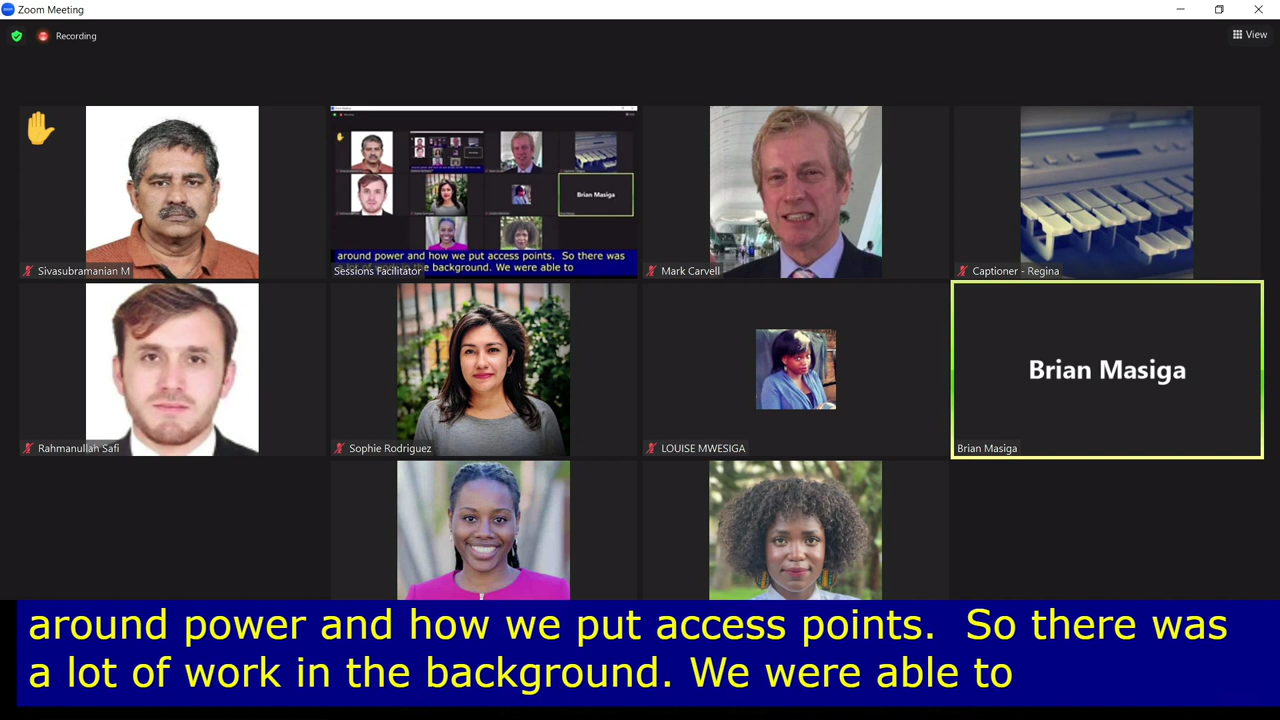 Zoom Meeting
Recording
View
Sivasubramanian M
Brian Masiga
around power and how we put access points.  So there was
e background. We were able to
Sessions Facilitator
Mark Carvell
Captioner - Regina
Rahmanullah Safi
Sophie Rodriguez
LOUISE MWESIGA
Brian Masiga
Brian Masiga
around power and how we put access points.  So there was
a lot of work in the background. We were able to